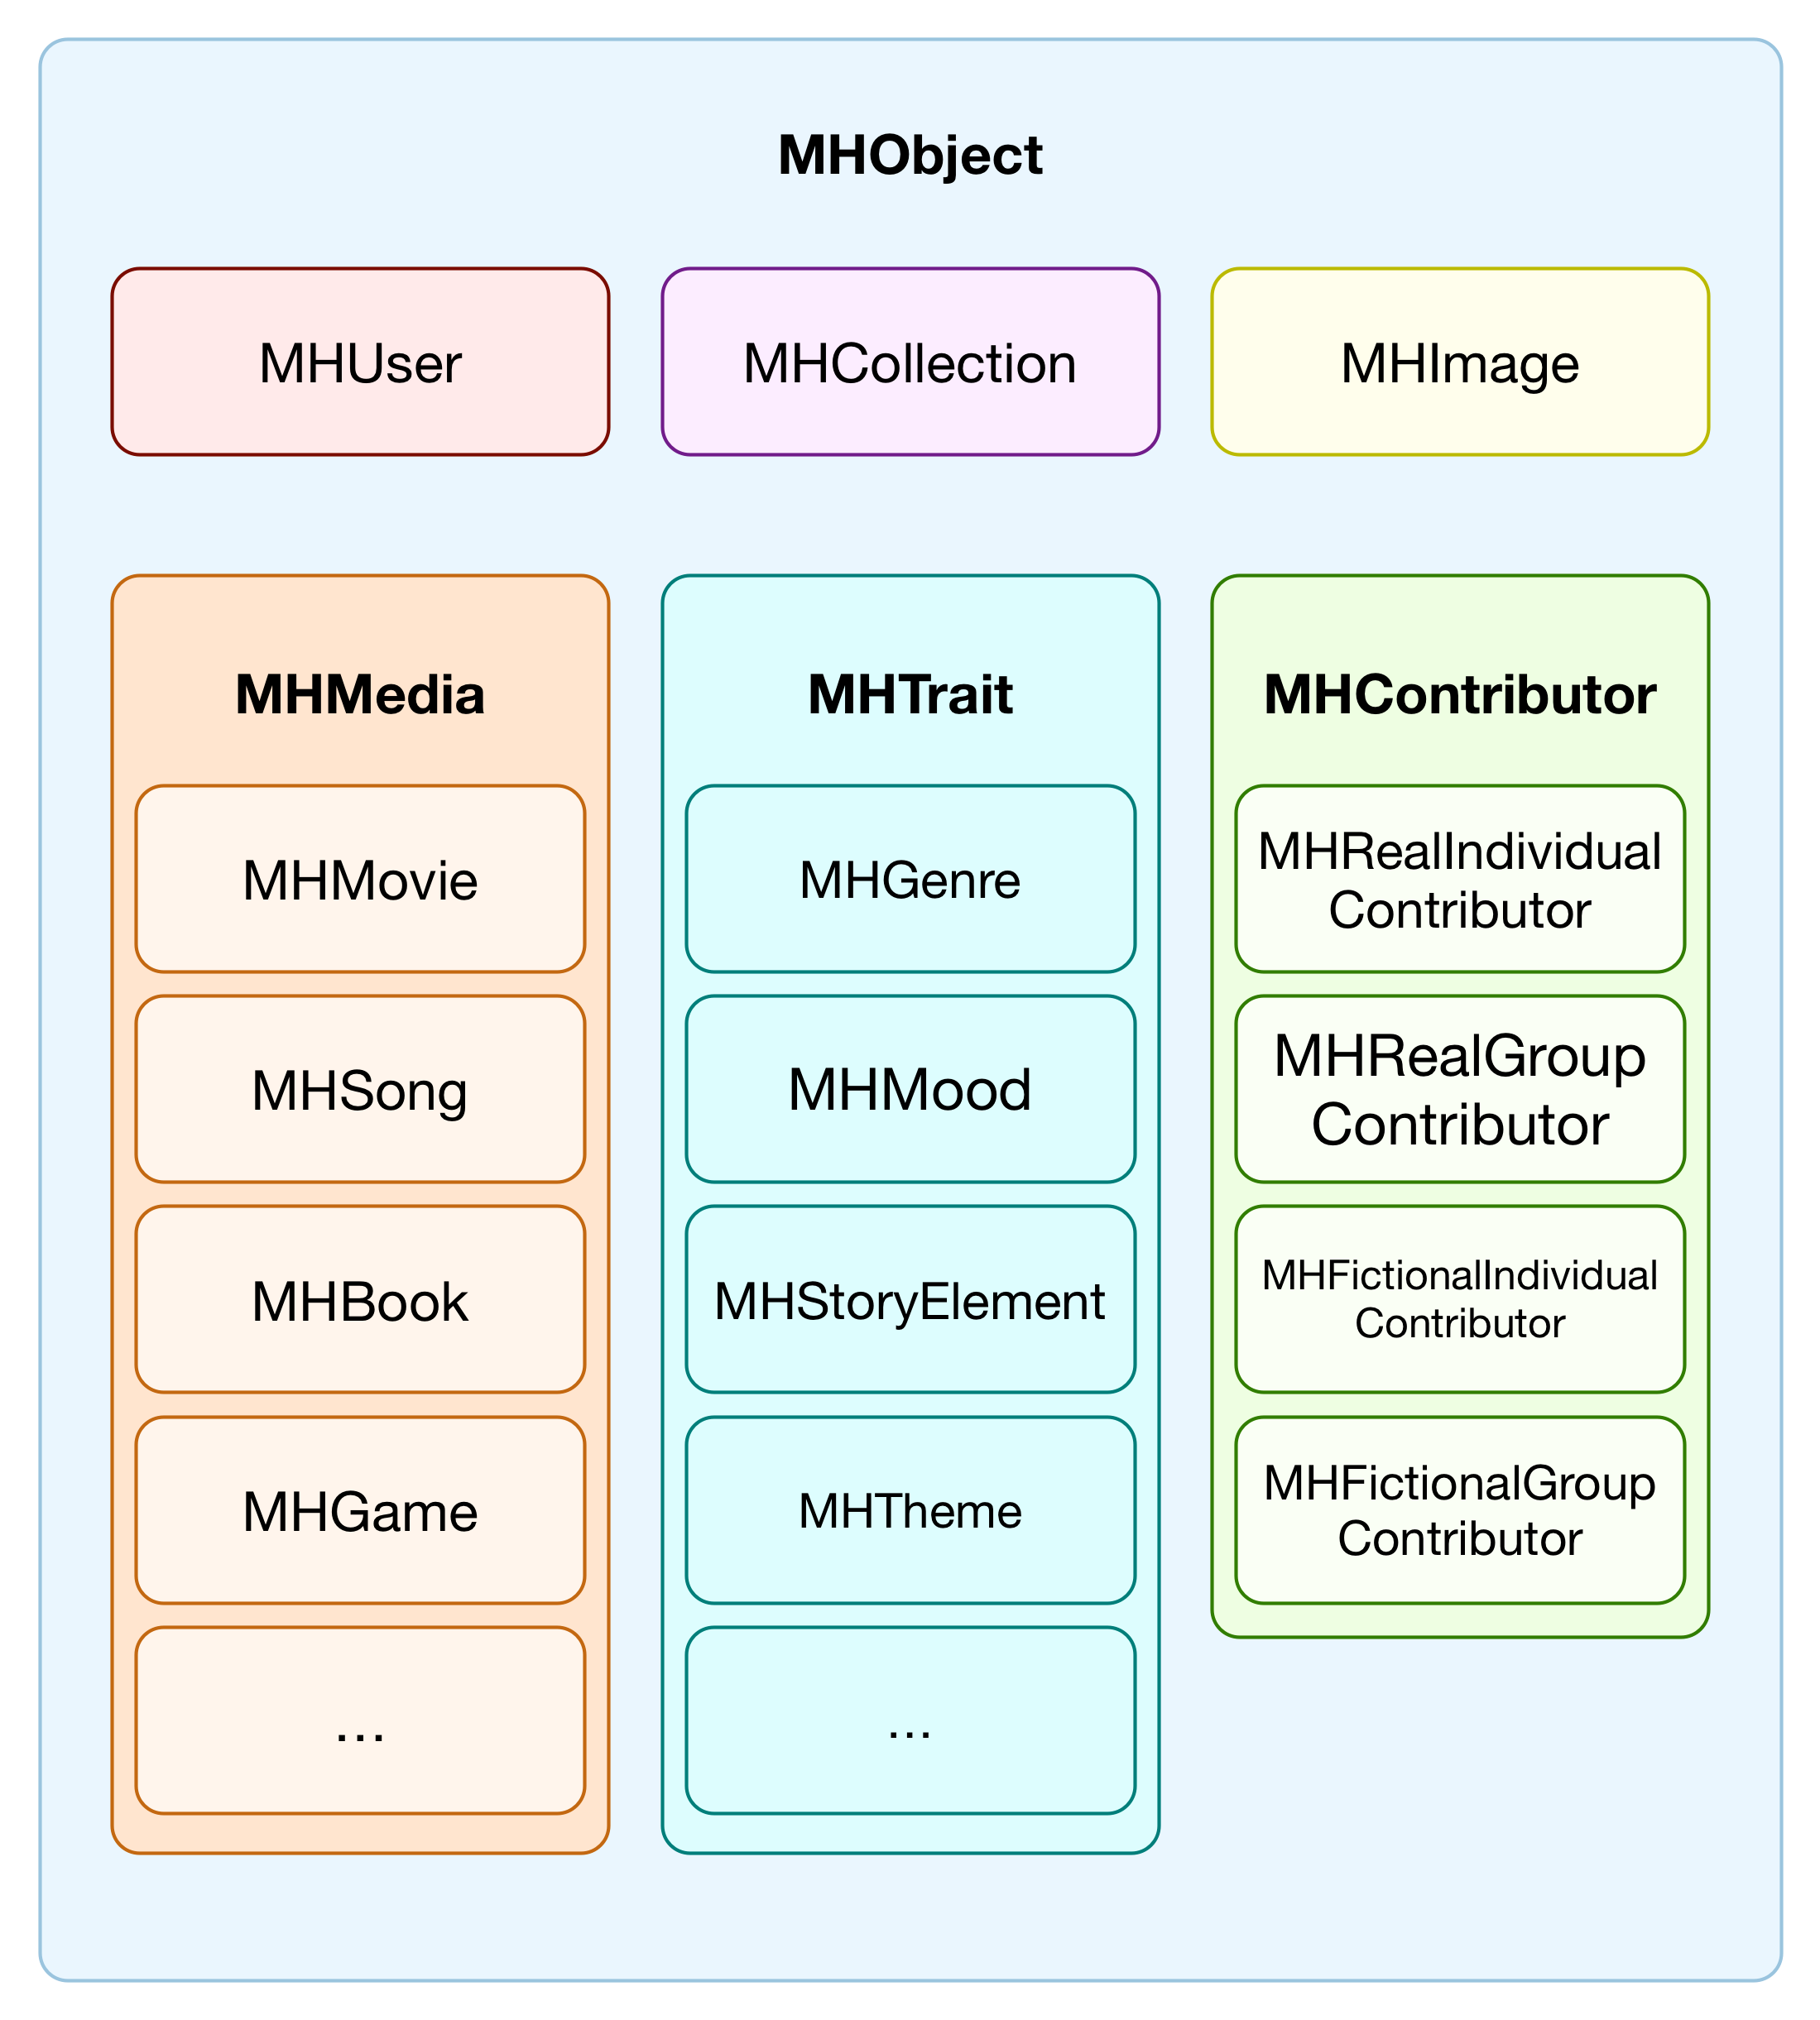 MHObject
MHUser
MHCollection
MHImage
MHMedia
MHMovie
MHSong
MHBook
MHGame
...
MHTrait
MHGenre
MHMood
MHStoryElement
MHTheme
...
MHContributor
MHRealIndividual
Contributor
MHRealGroup
Contributor
MHFictionalIndividual
Contributor
MHFictionalGroup
Contributor